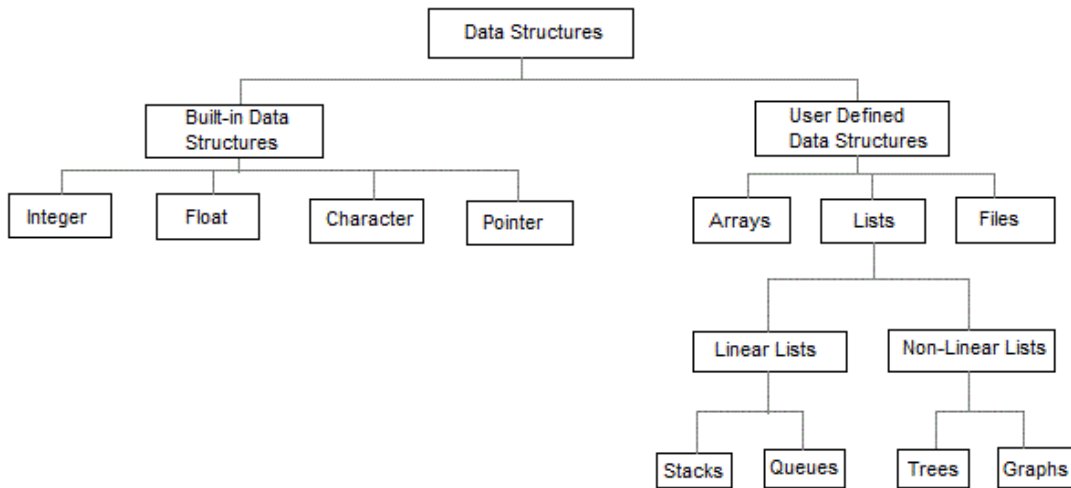 Data Structures
Built-in Data
Structures
User Defined
Data Structures
Integer
Float
Character
Pointer
Arrays
Lists
Files
Linear Lists
Non-Linear Lists
Stacks
Queues
Trees
Graphs